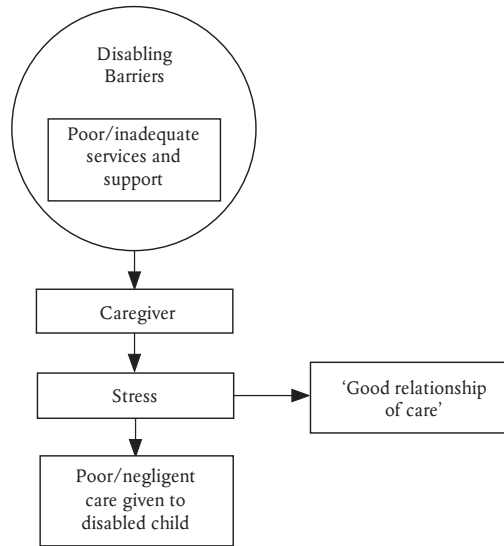 Disabling
Barriers
Poor/inadequate
services and
support
Caregiver
Stress
‘Good relationship
of care’
Poor/negligent
care given to
disabled child